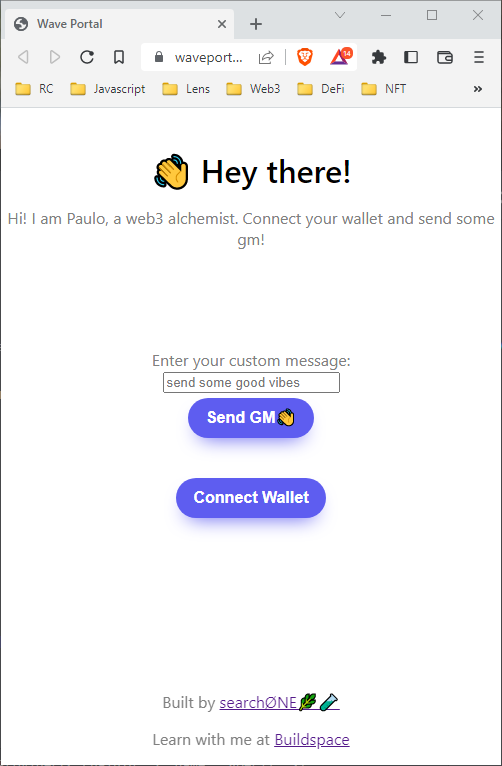 Wave Portal
waveport...
14
RC Javascript Lens Web3 DeFi NFT »
👋 Hey there!
Hi! I am Paulo, a web3 alchemist. Connect your wallet and send some
gm!
Enter your custom message:
send some good vibes
Send GM👋
Connect Wallet
Built by searchØNE🌿🧪
Learn with me at Buildspace